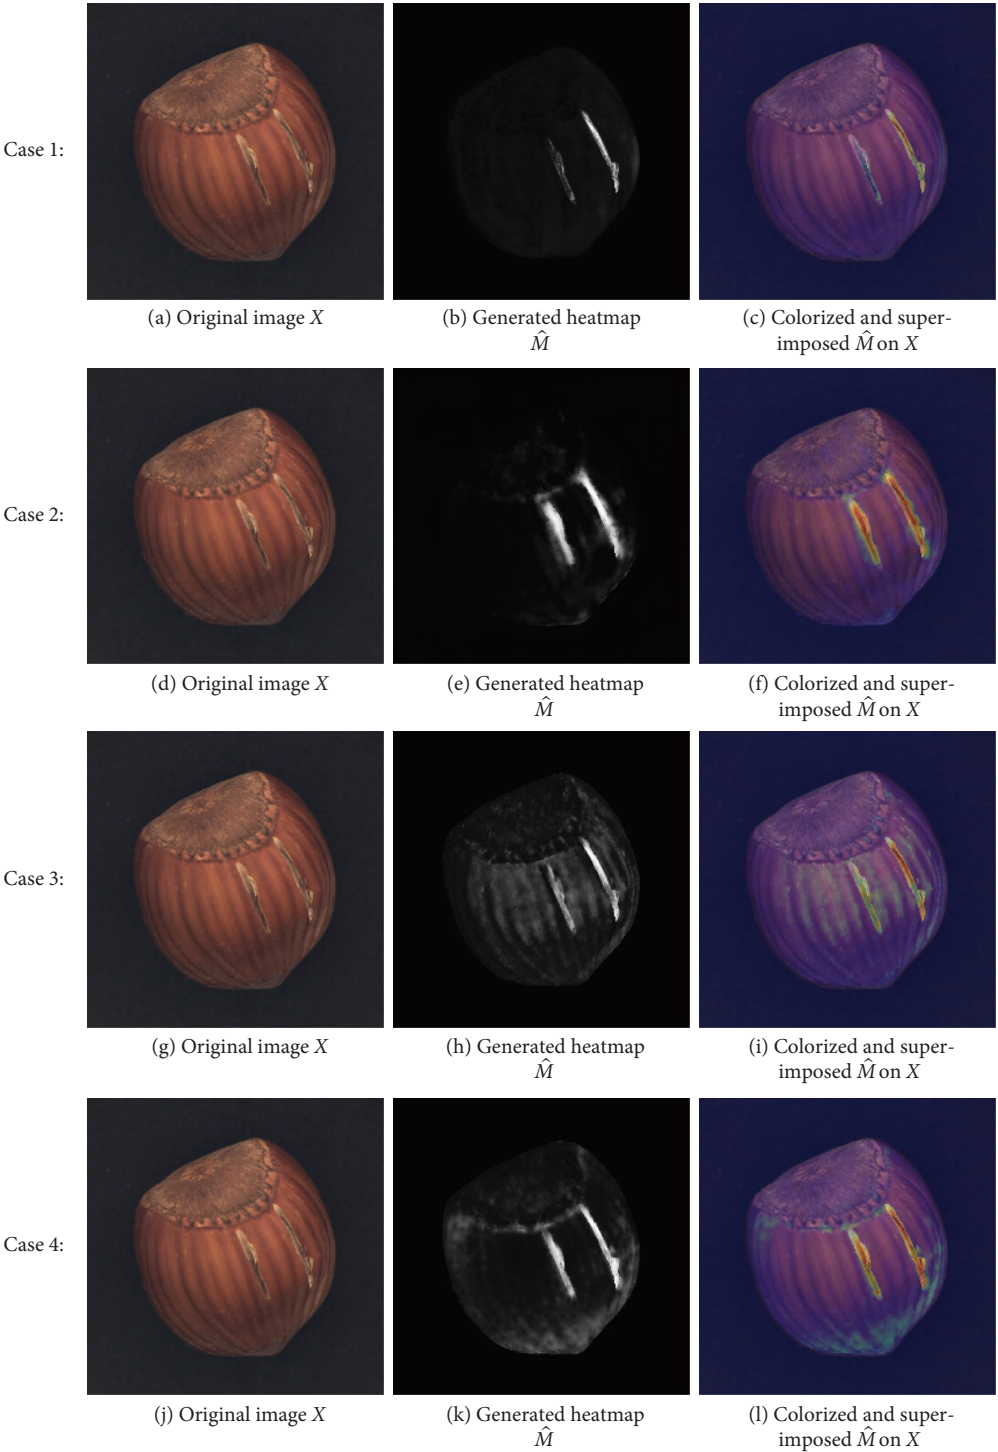 Case 1:
(a) Original image X
(b) Generated heatmap
M̂
(c) Colorized and super-
imposed M̂ on X
Case 2:
(d) Original image X
(e) Generated heatmap
M̂
(f) Colorized and super-
imposed M̂ on X
Case 3:
(g) Original image X
(h) Generated heatmap
M̂
(i) Colorized and super-
imposed M̂ on X
Case 4:
(j) Original image X
(k) Generated heatmap
M̂
(l) Colorized and super-
imposed M̂ on X